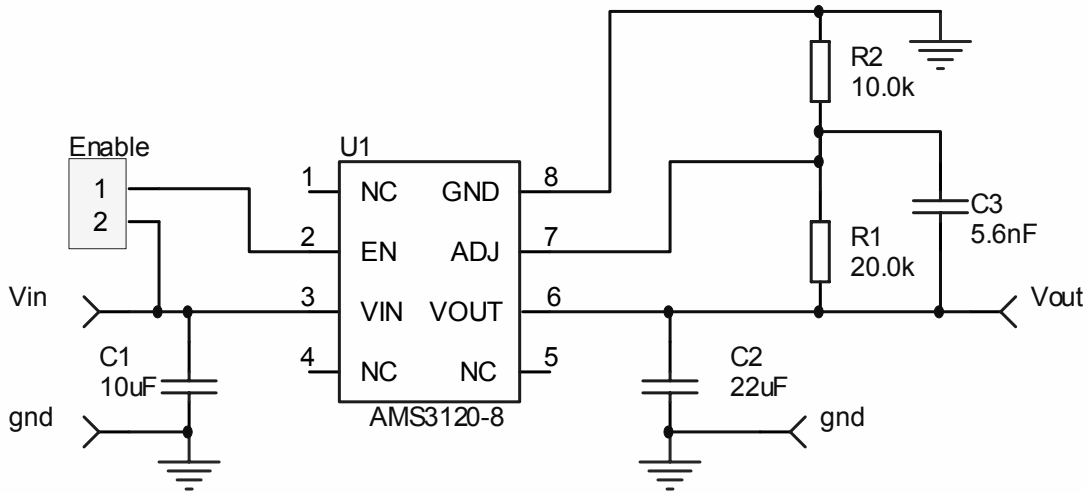 R2
10.0k
Enable
1
2
U1
1
NC
GND
8
2
EN
ADJ
7
3
VIN
VOUT
6
4
NC
NC
5
AMS3120-8
R1
20.0k
C3
5.6nF
Vin
Vout
C1
10uF
C2
22uF
gnd
gnd